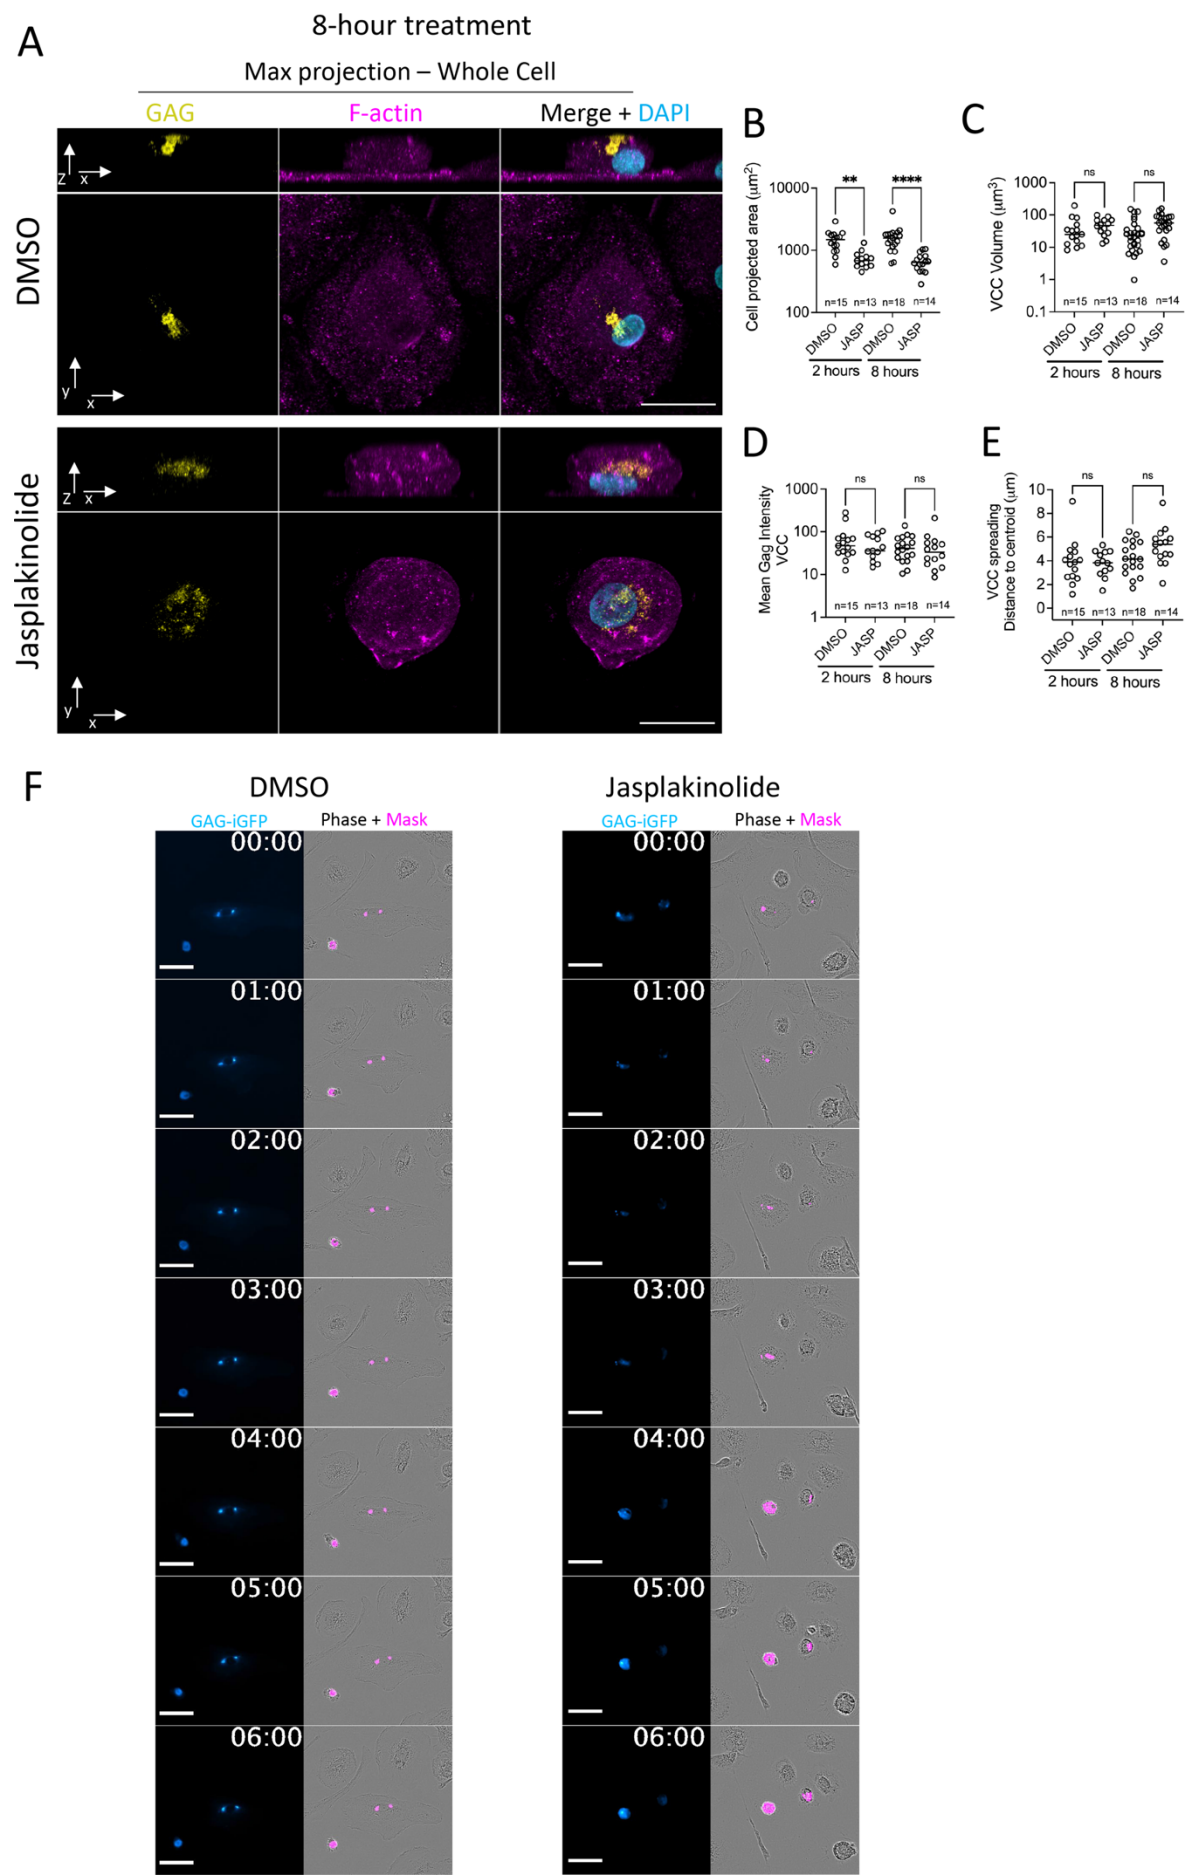 A
8-hour treatment
Max projection – Whole Cell
GAG
F-actin
Merge + DAPI
DMSO
Z
x
y
x
Jasplakinolide
Z
x
y
x
B
Cell projected area (μm²)
10000
1000
100
**
****
n=15
n=13
n=18
n=14
DMSO
JASP
DMSO
JASP
2 hours
8 hours
C
VCC Volume (μm³)
1000
100
10
1
0.1
ns
ns
n=15
n=13
n=18
n=14
DMSO
JASP
DMSO
JASP
2 hours
8 hours
D
Mean Gag Intensity
VCC
1000
100
10
1
ns
ns
n=15
n=13
n=18
n=14
DMSO
JASP
DMSO
JASP
2 hours
8 hours
E
VCC spreading
Distance to centroid (μm)
10
8
6
4
2
0
ns
ns
n=15
n=13
n=18
n=14
DMSO
JASP
DMSO
JASP
2 hours
8 hours
F
DMSO
Jasplakinolide
GAG-iGFP
Phase + Mask
GAG-iGFP
Phase + Mask
00:00
00:00
01:00
01:00
02:00
02:00
03:00
03:00
04:00
04:00
05:00
05:00
06:00
06:00